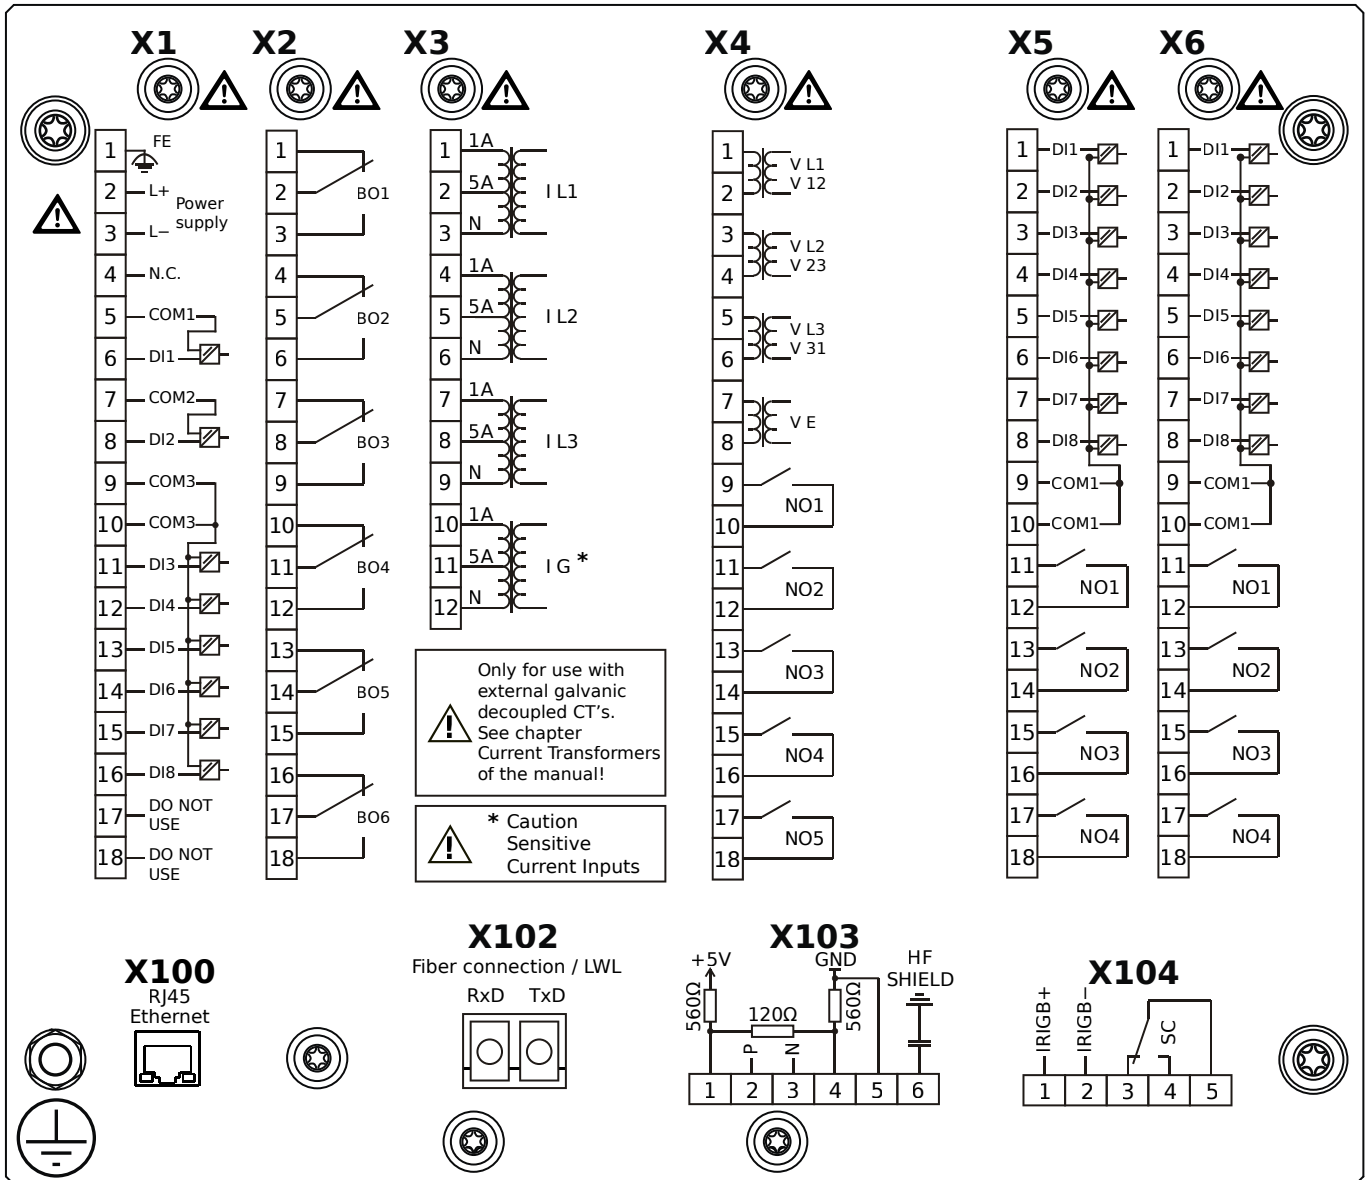 X1 X2 X3 X4 X5 X6
1 FE
2 L+
Power
supply
3 L−
4 N.C.
5 COM1
6 DI1
7 COM2
8 DI2
9 COM3
10 COM3
11 DI3
12 DI4
13 DI5
14 DI6
15 DI7
16 DI8
17 DO NOT
USE
18 DO NOT
USE
1
2 BO1
3
4
5 BO2
6
7
8 BO3
9
10
11 BO4
12
13
14 BO5
15
16
17 BO6
18
1 1A
2 5A I L1
3 N
4 1A
5 5A I L2
6 N
7 1A
8 5A I L3
9 N
10 1A
11 5A I G *
12 N
Only for use with
external galvanic
decoupled CT's.
See chapter
Current Transformers
of the manual!
* Caution
Sensitive
Current Inputs
1 V L1
2 V 12
3 V L2
4 V 23
5 V L3
6 V 31
7 V E
8
9 NO1
10
11 NO2
12
13 NO3
14
15 NO4
16
17 NO5
18
1 DI1
2 DI2
3 DI3
4 DI4
5 DI5
6 DI6
7 DI7
8 DI8
9 COM1
10 COM1
11 NO1
12
13 NO2
14
15 NO3
16
17 NO4
18
1 DI1
2 DI2
3 DI3
4 DI4
5 DI5
6 DI6
7 DI7
8 DI8
9 COM1
10 COM1
11 NO1
12
13 NO2
14
15 NO3
16
17 NO4
18
X100
RJ45
Ethernet
X102
Fiber connection / LWL
RxD TxD
X103
+5V GND HF
SHIELD
560Ω 120Ω 560Ω
P N
1 2 3 4 5 6
X104
IRIGB+ IRIGB− SC
1 2 3 4 5